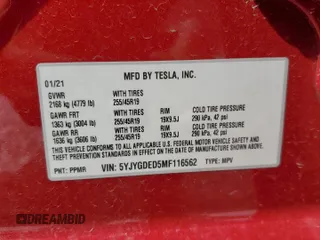 MFD BY TESLA, INC.
01/21
GVWR
2168 kg (4779 lb)
WITH TIRES
255/45R19
GAWR FRT
1363 kg (3004 lb)
WITH TIRES
255/45R19
RIM
19X9.5J
COLD TIRE PRESSURE
290 kPa, 42 psi
GAWR RR
1636 kg (3606 lb)
WITH TIRES
255/45R19
RIM
19X9.5J
COLD TIRE PRESSURE
290 kPa, 42 psi
THIS VEHICLE CONFORMS TO ALL APPLICABLE FEDERAL MOTOR VEHICLE SAFETY AND
THEFT PREVENTION STANDARDS IN EFFECT ON THE DATE OF MANUFACTURE SHOWN
ABOVE.
PNT: PPMR
VIN: 5YJYGDED5MF116562
TYPE: MPV
DREAMBID